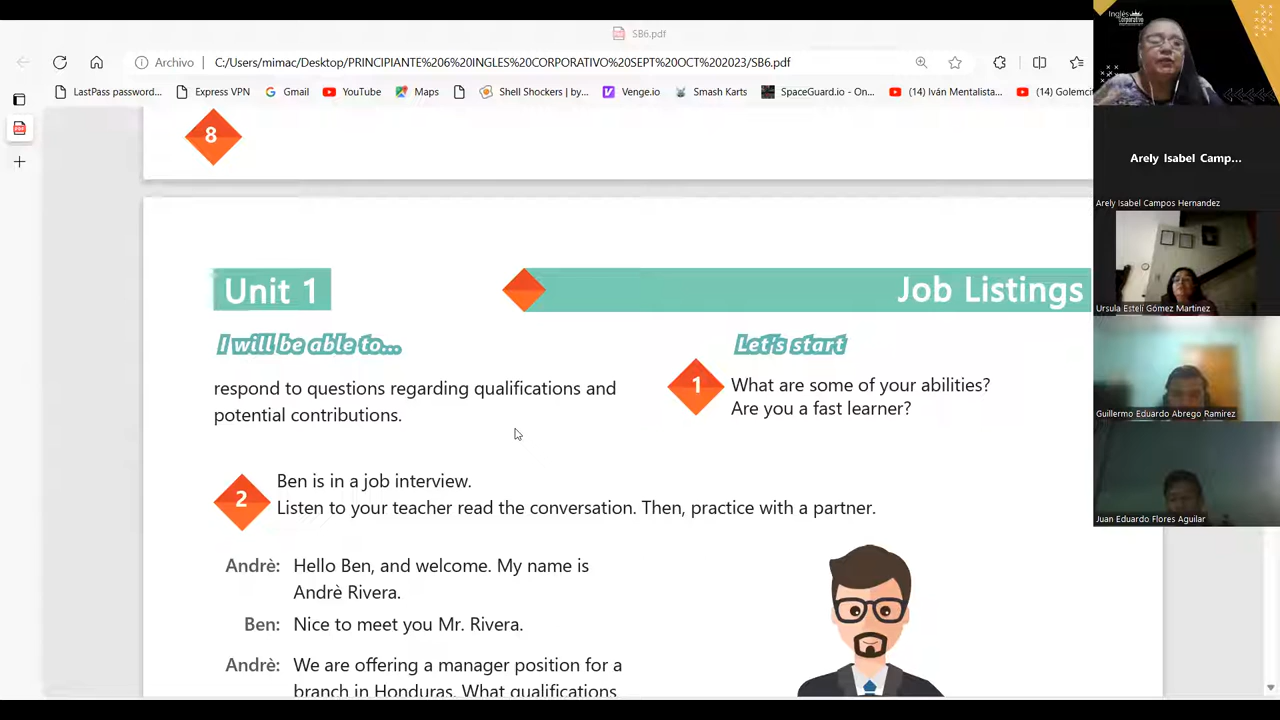 SB6.pdf
Archivo
C:/Users/mimac/Desktop/PRINCIPIANTE%206%20INGLES%20CORPORATIVO%20SEPT%20OCT%202023/SB6.pdf
LastPass password...
Express VPN
Gmail
YouTube
Maps
Shell Shockers | by...
Venge.io
Smash Karts
SpaceGuard.io - On...
(14) Iván Mentalista...
(14) Golemci
8
Unit 1
Job Listings
I will be able to...
respond to questions regarding qualifications and
potential contributions.
Let's start
1
What are some of your abilities?
Are you a fast learner?
2
Ben is in a job interview.
Listen to your teacher read the conversation. Then, practice with a partner.
Andrè: Hello Ben, and welcome. My name is
Andrè Rivera.
Ben: Nice to meet you Mr. Rivera.
Andrè: We are offering a manager position for a
branch in Honduras. What qualifications
Inglés
Corporativo
Arely Isabel Camp...
Arely Isabel Campos Hernandez
Ursula Estelí Gómez Martinez
Guillermo Eduardo Abrego Ramirez
Juan Eduardo Flores Aguilar